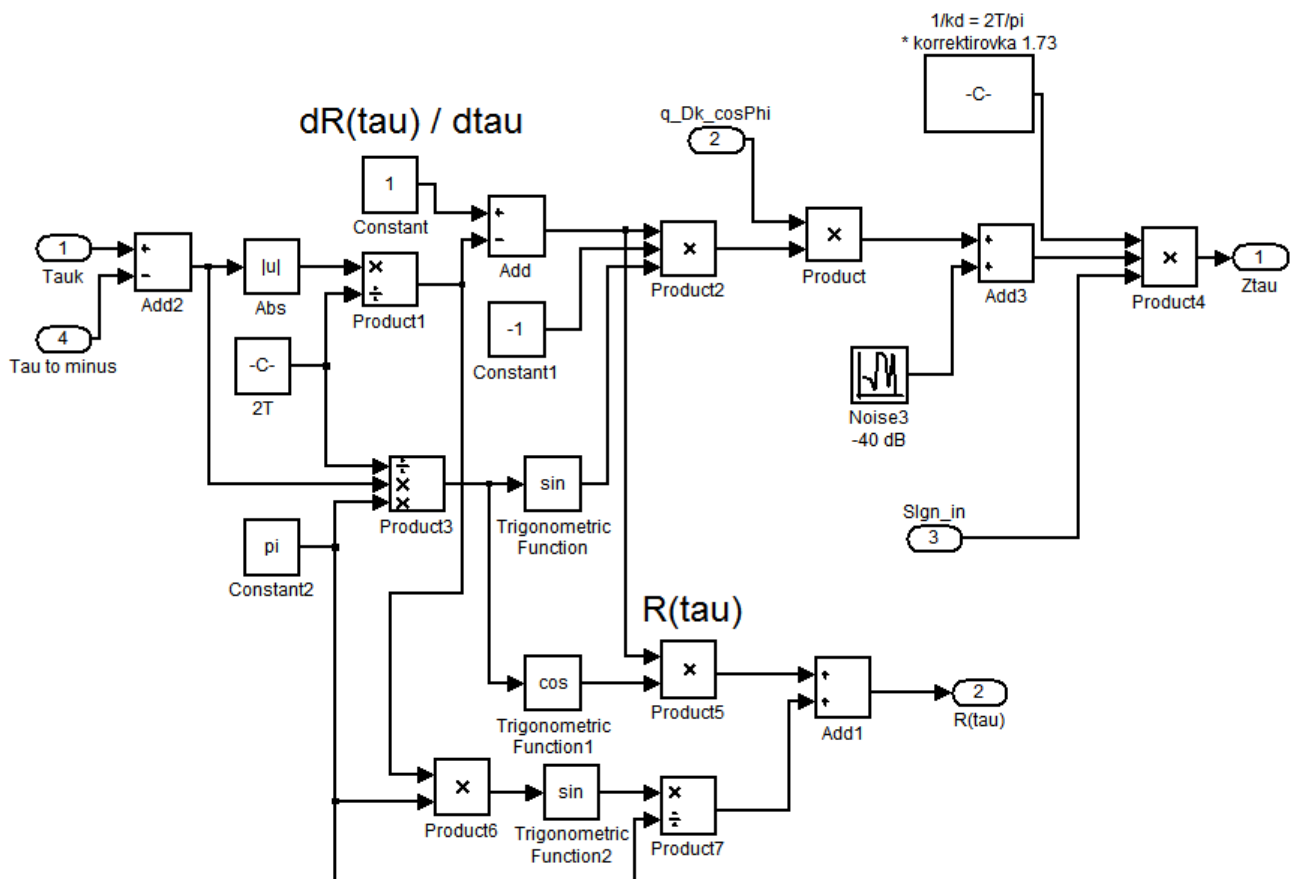 1/kd = 2T/pi
* korrektirovka 1.73
-C-
dR(tau) / dtau
q_Dk_cosPhi
2
1
Constant
Add
Product2
Product
Add3
Product4
1
Ztau
1
Tauk
Add2
|u|
Abs
Product1
4
Tau to minus
-C-
2T
-1
Constant1
Noise3
-40 dB
Product3
sin
Trigonometric
Function
SIgn_in
3
pi
Constant2
R(tau)
cos
Trigonometric
Function1
Product5
Add1
2
R(tau)
Product6
sin
Trigonometric
Function2
Product7